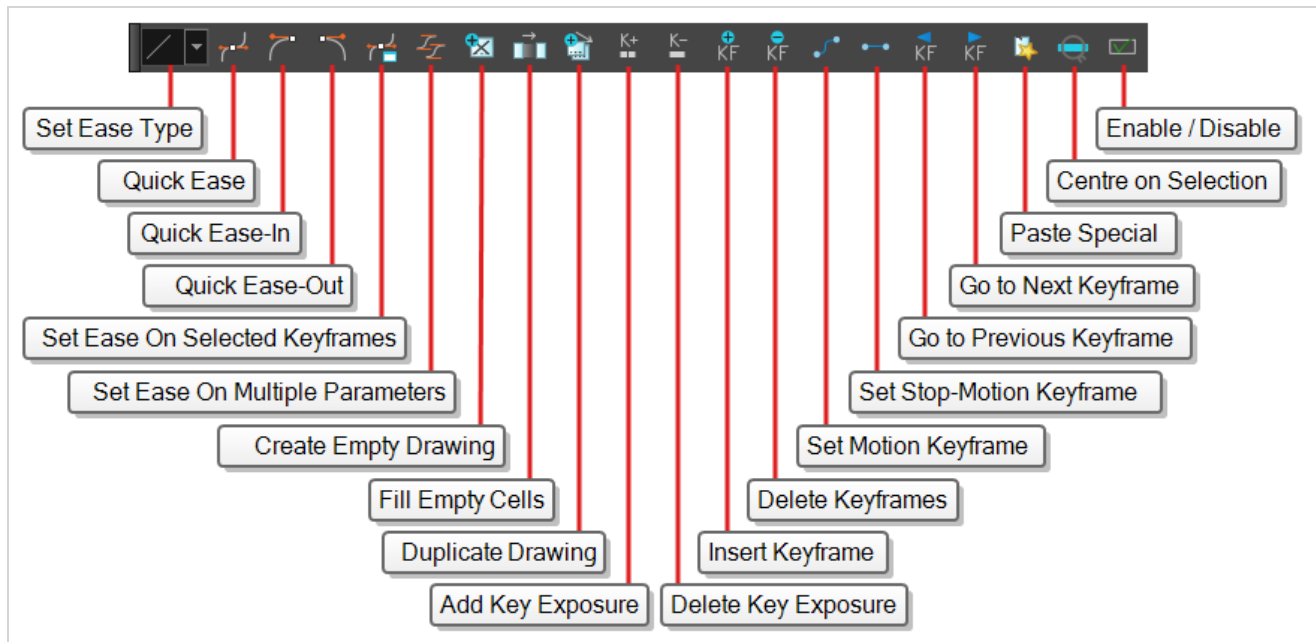 K+ K- KF KF KF KF
Set Ease Type
Enable / Disable
Quick Ease
Centre on Selection
Quick Ease-In
Paste Special
Quick Ease-Out
Go to Next Keyframe
Set Ease On Selected Keyframes
Go to Previous Keyframe
Set Ease On Multiple Parameters
Set Stop-Motion Keyframe
Create Empty Drawing
Set Motion Keyframe
Fill Empty Cells
Delete Keyframes
Duplicate Drawing
Insert Keyframe
Add Key Exposure
Delete Key Exposure